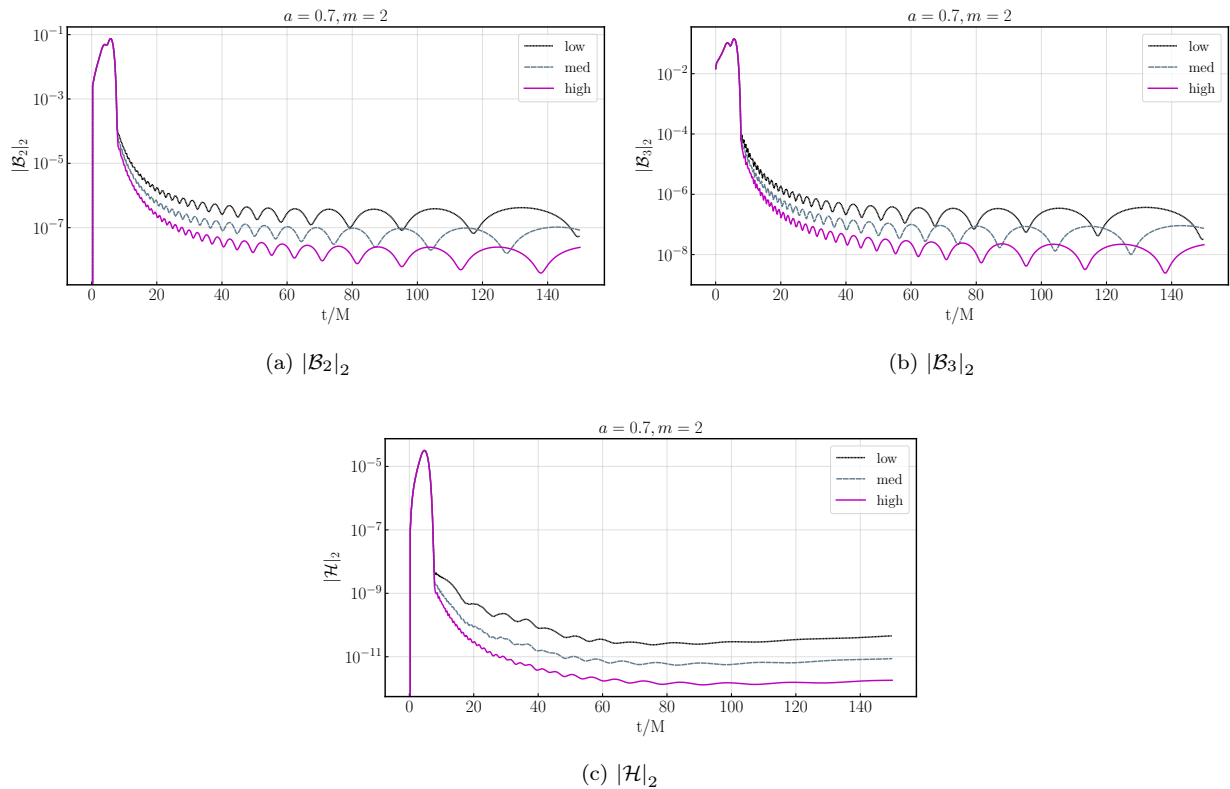 a = 0.7, m = 2
10⁻¹
10⁻³
10⁻⁵
10⁻⁷
|ℬ₂|₂
low
med
high
0 20 40 60 80 100 120 140
t/M
(a) |ℬ₂|₂
a = 0.7, m = 2
10⁻²
10⁻⁴
10⁻⁶
10⁻⁸
|ℬ₃|₂
low
med
high
0 20 40 60 80 100 120 140
t/M
(b) |ℬ₃|₂
a = 0.7, m = 2
10⁻⁵
10⁻⁷
10⁻⁹
10⁻¹¹
|ℋ|₂
low
med
high
0 20 40 60 80 100 120 140
t/M
(c) |ℋ|₂